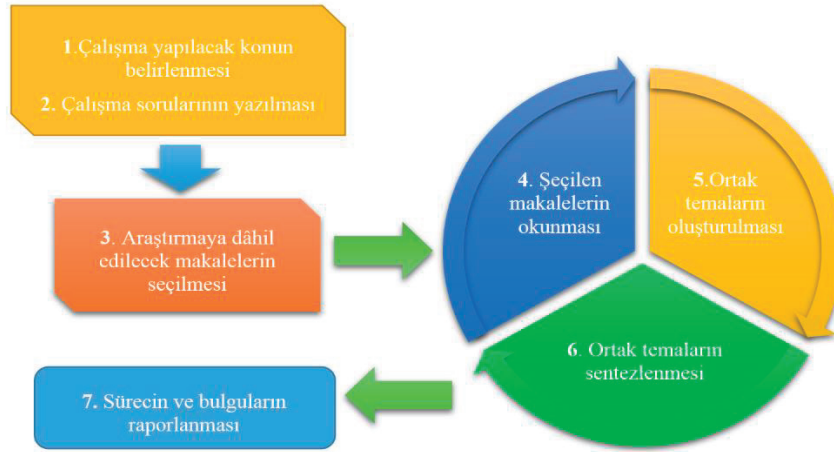 1.Çalışma yapılacak konun
belirlenmesi
2. Çalışma sorularının yazılması
3. Araştırmaya dâhil
edilecek makalelerin
seçilmesi
4. Şeçilen
makalelerin
okunması
5.Ortak
temaların
oluşturulması
6. Ortak temaların
sentezlenmesi
7. Sürecin ve bulguların
raporlanması